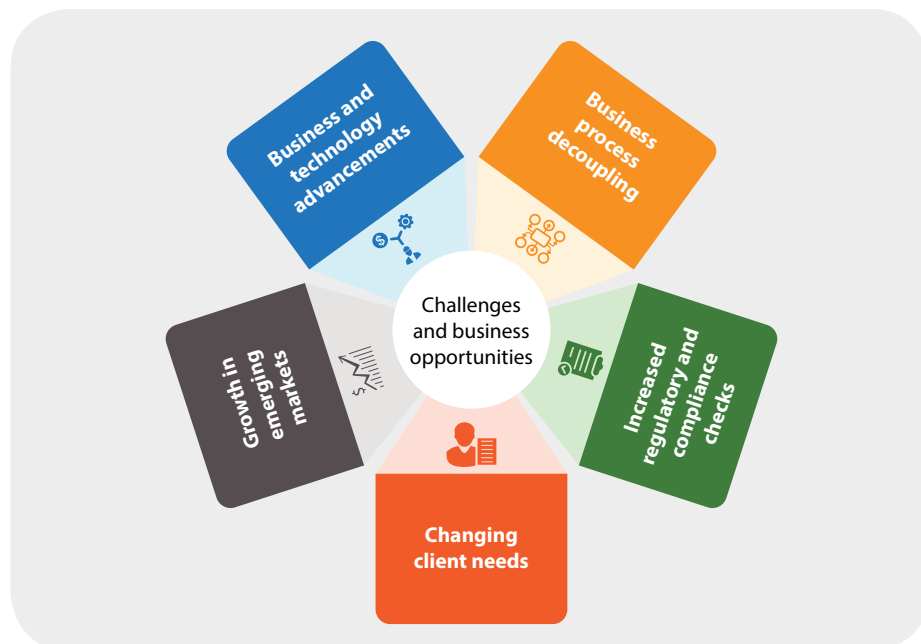 Business and
technology
advancements
Business
process
decoupling
Challenges
and business
opportunities
Growth in
emerging
markets
$
$
Increased
regulatory and
compliance
checks
Changing
client needs